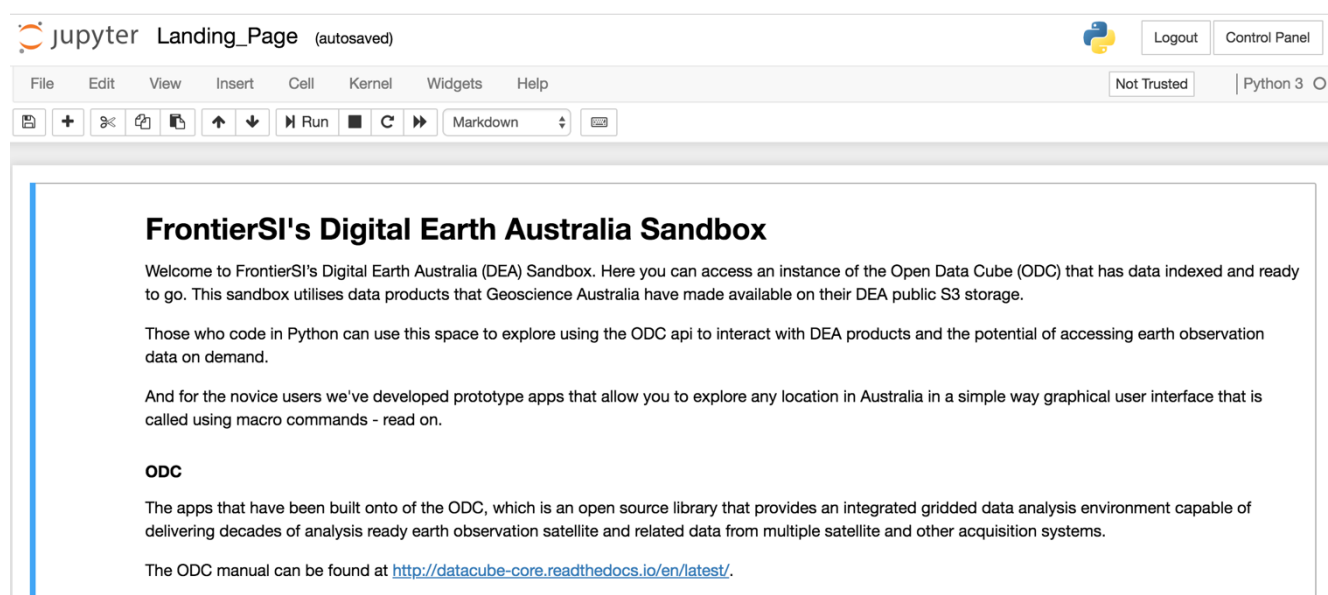 jupyter Landing_Page (autosaved) Logout Control Panel
File Edit View Insert Cell Kernel Widgets Help Not Trusted Python 3
Run Markdown
FrontierSI's Digital Earth Australia Sandbox
Welcome to FrontierSI's Digital Earth Australia (DEA) Sandbox. Here you can access an instance of the Open Data Cube (ODC) that has data indexed and ready
to go. This sandbox utilises data products that Geoscience Australia have made available on their DEA public S3 storage.
Those who code in Python can use this space to explore using the ODC api to interact with DEA products and the potential of accessing earth observation
data on demand.
And for the novice users we've developed prototype apps that allow you to explore any location in Australia in a simple way graphical user interface that is
called using macro commands - read on.
ODC
The apps that have been built onto of the ODC, which is an open source library that provides an integrated gridded data analysis environment capable of
delivering decades of analysis ready earth observation satellite and related data from multiple satellite and other acquisition systems.
The ODC manual can be found at http://datacube-core.readthedocs.io/en/latest/.